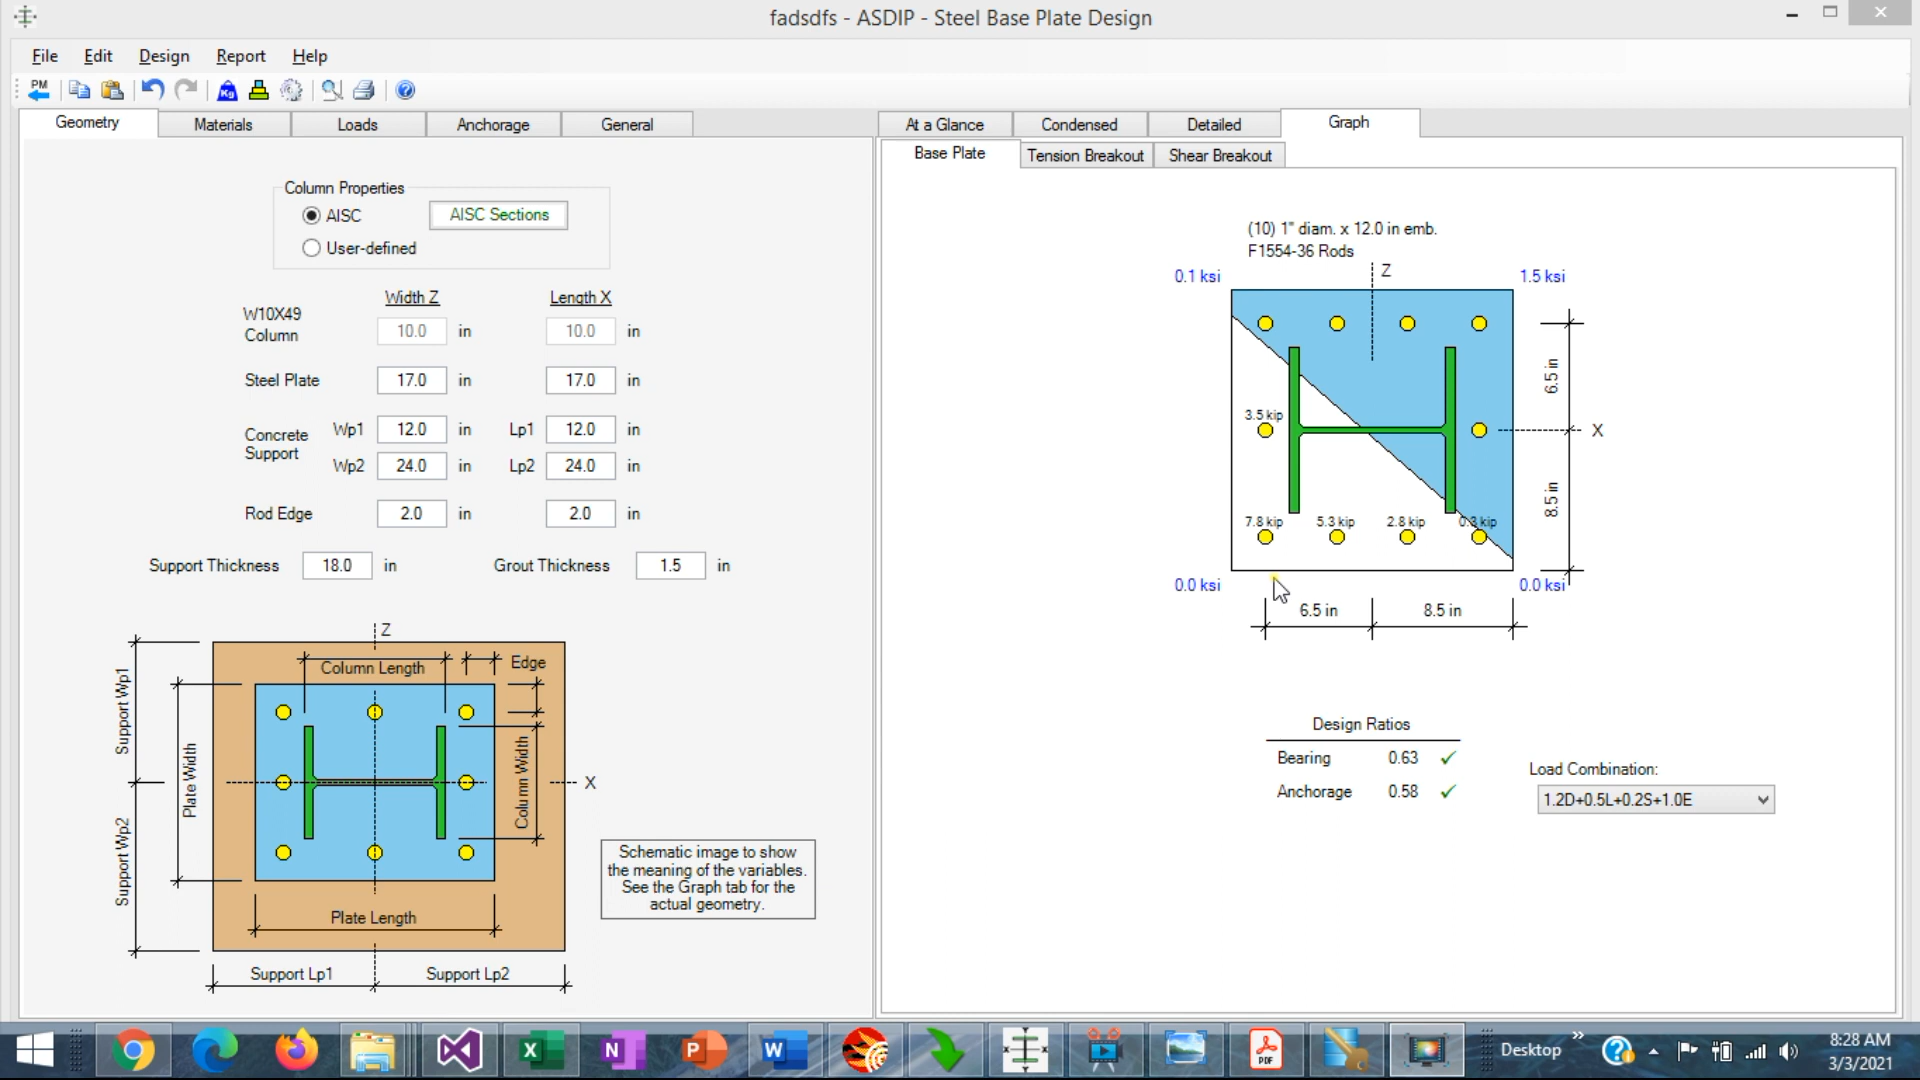 fadsdfs - ASDIP - Steel Base Plate Design
File Edit Design Report Help
PM Kg
Geometry Materials Loads Anchorage General
At a Glance Condensed Detailed Graph
Base Plate Tension Breakout Shear Breakout
Column Properties
AISC AISC Sections
User-defined
Width Z Length X
W10X49
Column 10.0 in 10.0 in
Steel Plate 17.0 in 17.0 in
Concrete
Support
Wp1 12.0 in Lp1 12.0 in
Wp2 24.0 in Lp2 24.0 in
Rod Edge 2.0 in 2.0 in
Support Thickness 18.0 in Grout Thickness 1.5 in
Z
Column Length Edge
Support Wp1
Plate Width
Column Width
X
Support Wp2
Plate Length
Support Lp1 Support Lp2
Schematic image to show
the meaning of the variables.
See the Graph tab for the
actual geometry.
(10) 1" diam. x 12.0 in emb.
F1554-36 Rods
0.1 ksi Z 1.5 ksi
6.5 in
3.5 kip
X
8.5 in
7.8 kip 5.3 kip 2.8 kip 0.3 kip
0.0 ksi 0.0 ksi
6.5 in 8.5 in
Design Ratios
Bearing 0.63
Anchorage 0.58
Load Combination:
1.2D+0.5L+0.2S+1.0E
X N P W PDF
Desktop
8:28 AM
3/3/2021